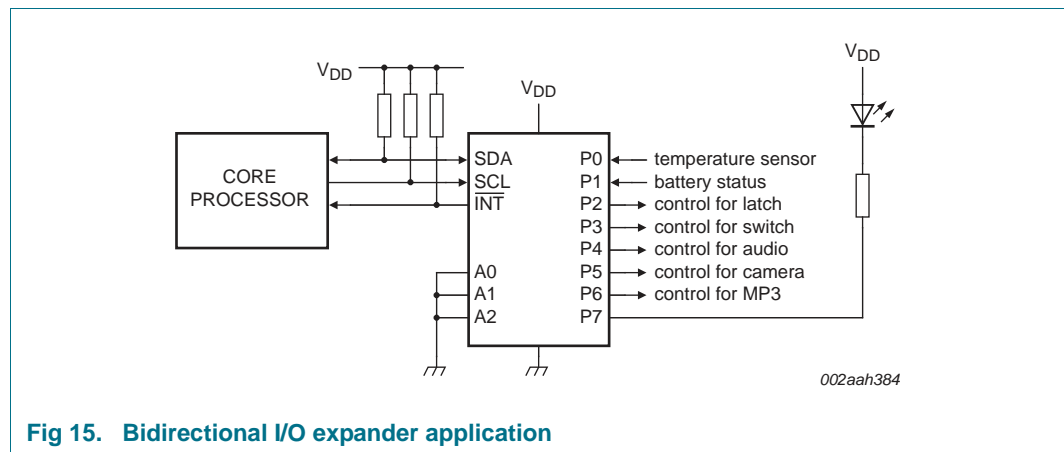 VDD
VDD
VDD
CORE
PROCESSOR
SDA
SCL
INT
A0
A1
A2
P0
P1
P2
P3
P4
P5
P6
P7
temperature sensor
battery status
control for latch
control for switch
control for audio
control for camera
control for MP3
002aah384
Fig 15. Bidirectional I/O expander application